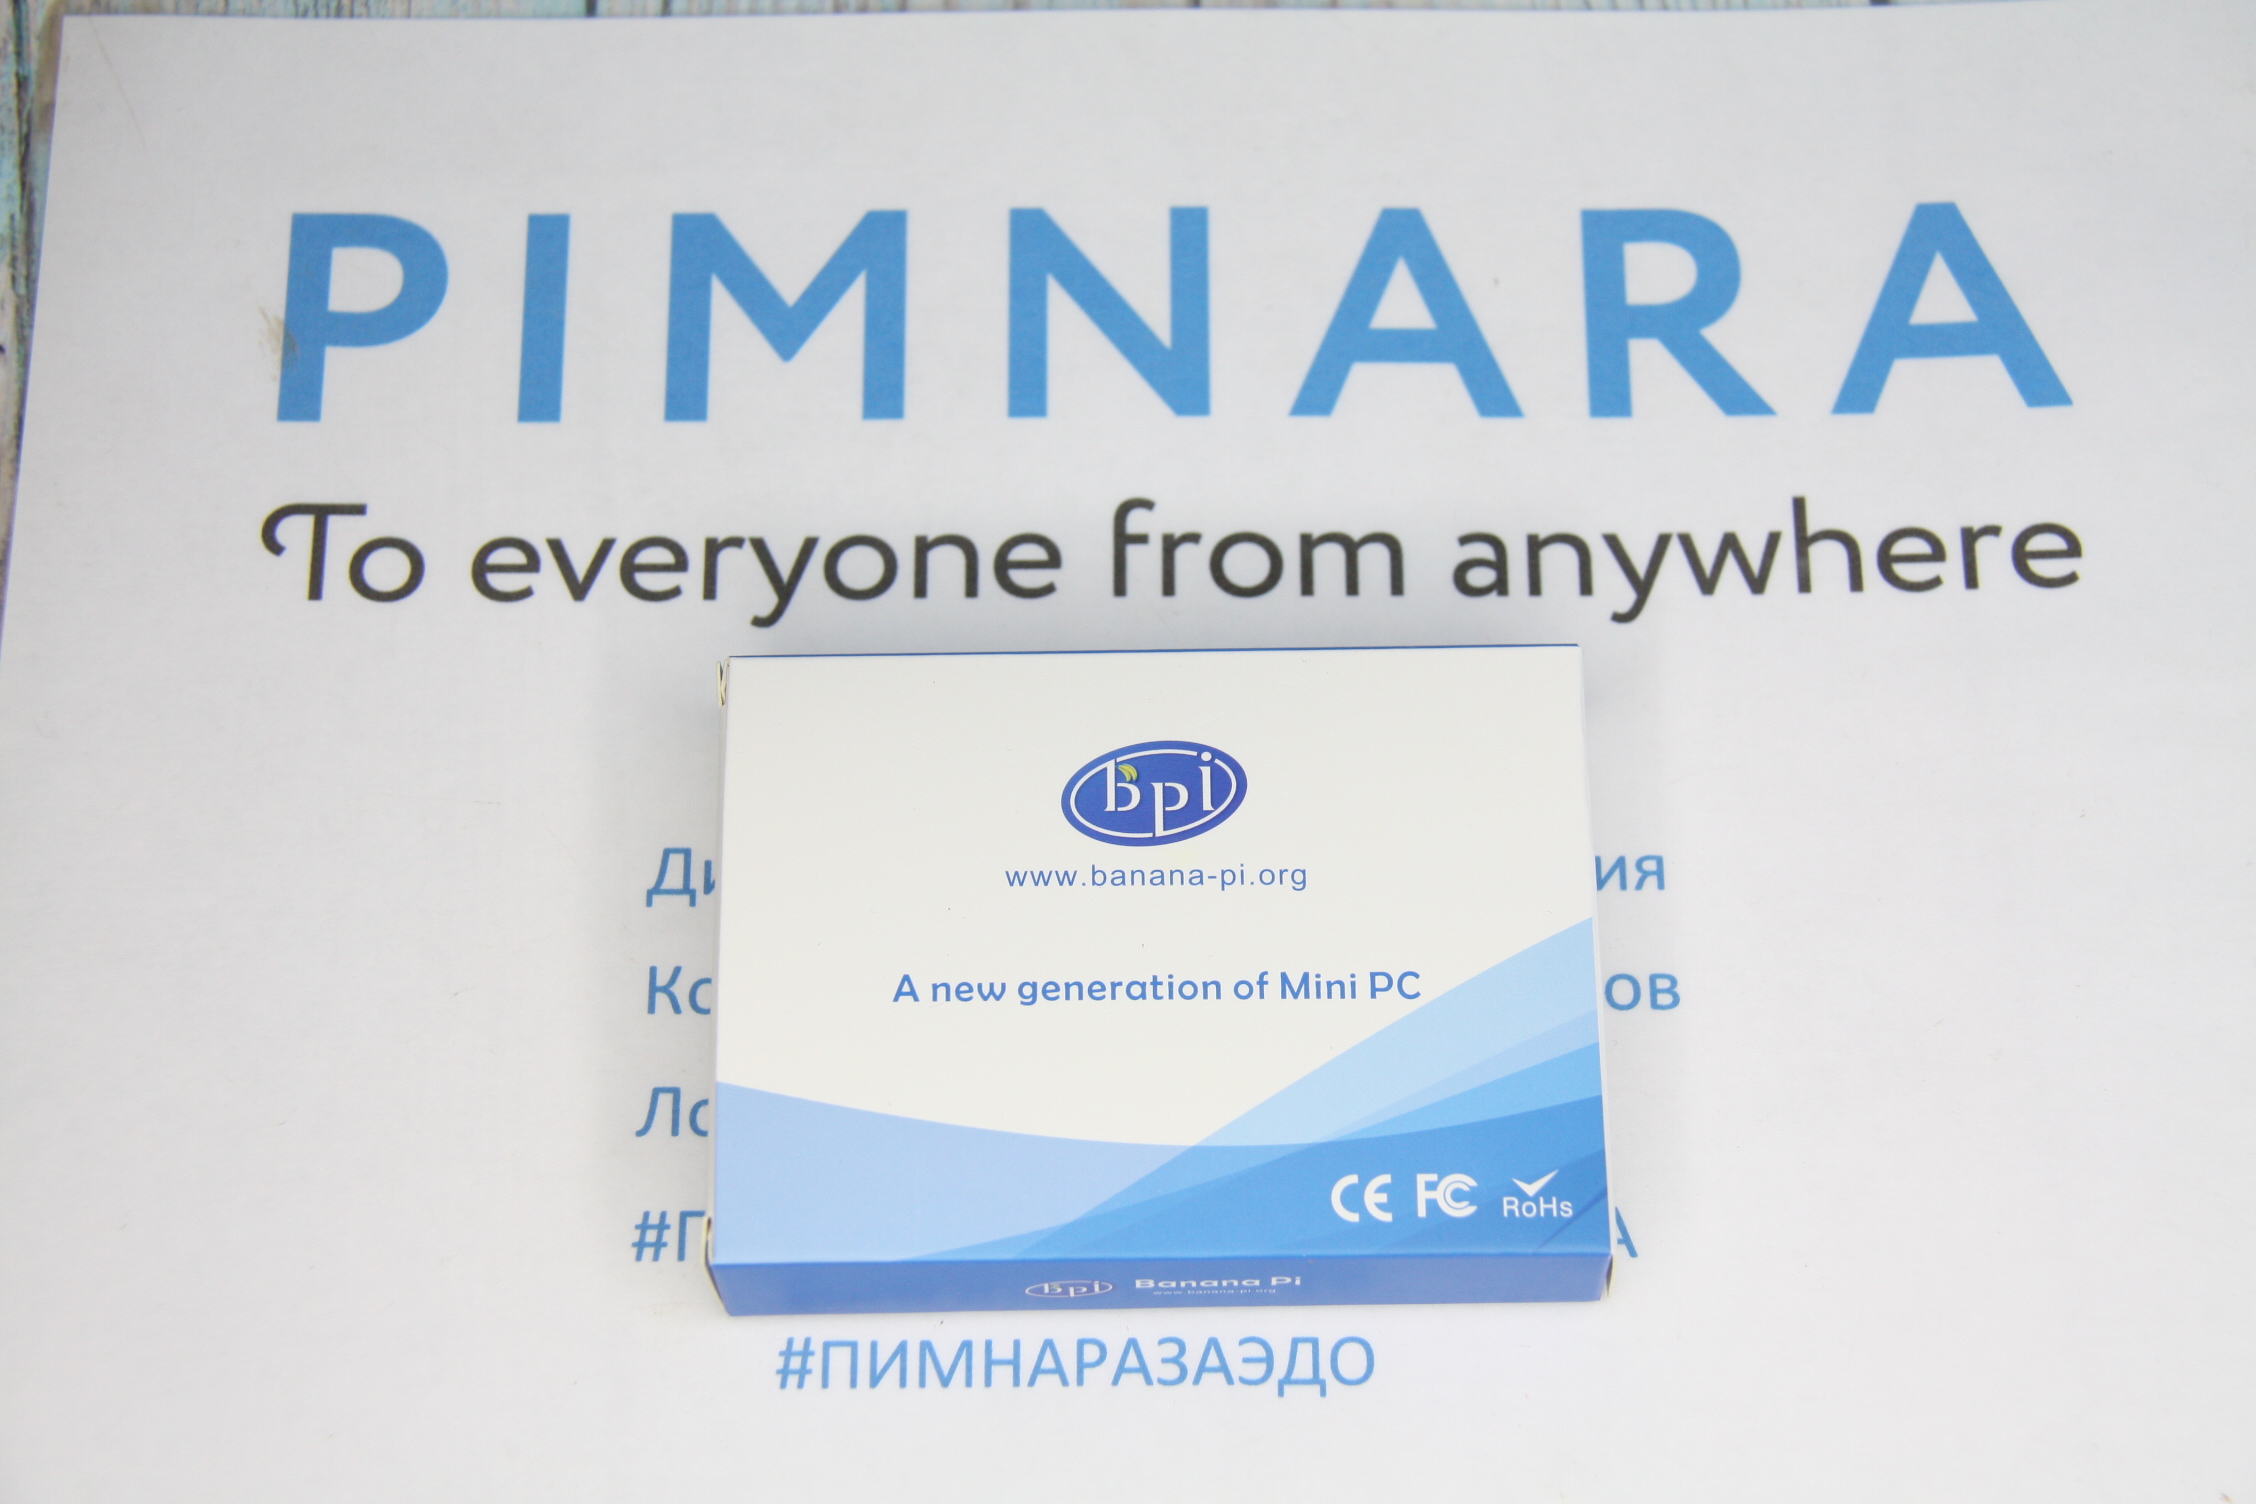 PIMNARA
To everyone from anywhere
bpi
www.banana-pi.org
A new generation of Mini PC
CE FC RoHs
bpi Banana Pi
www.banana-pi.org
#ПИМНАРАЗАЭДО